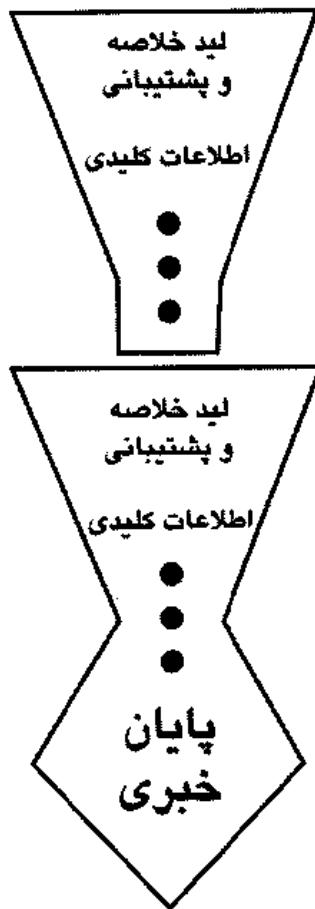 لید خلاصه
و پشتیبانی
اطلاعات کلیدی
لید خلاصه
و پشتیبانی
اطلاعات کلیدی
پایان
خبری